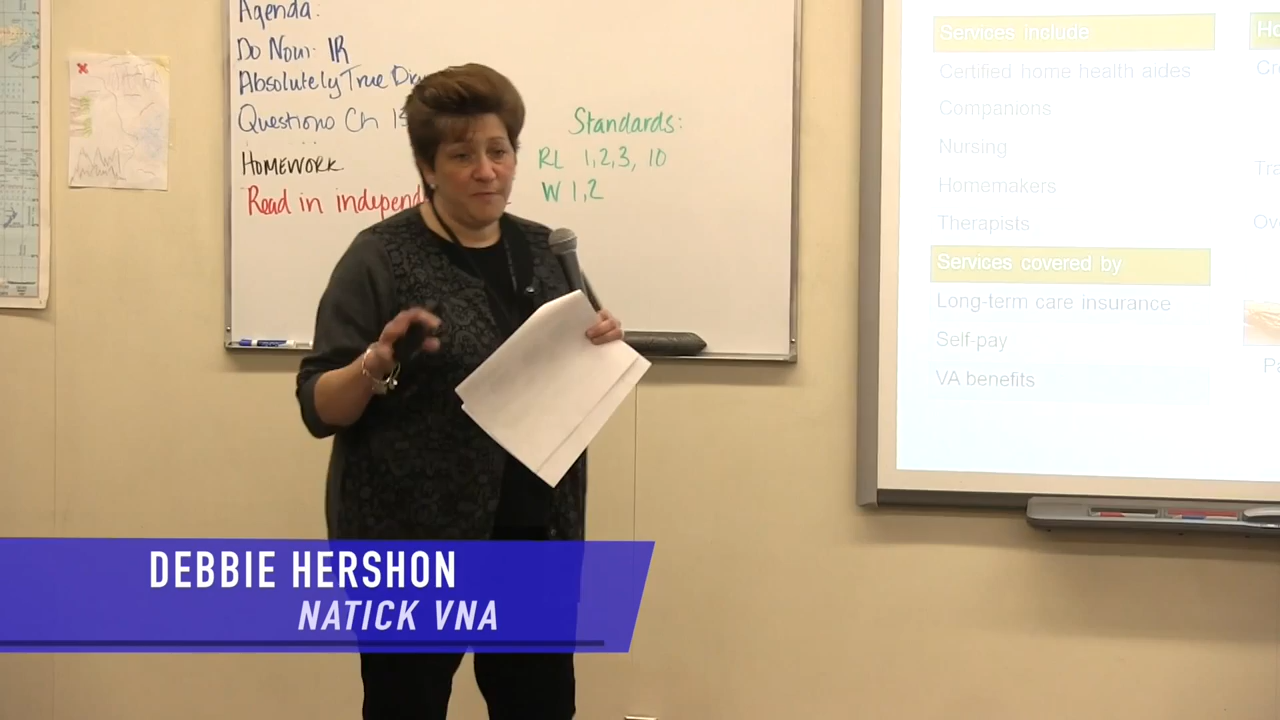 Agenda:
Do Now: IR
Absolutely True
Questions Ch
HOMEWORK
Read in
Standards:
RL 1,2,3, 10
W 1,2
Services include
Certified home health aides
Companions
Nursing
Homemakers
Therapists
Services covered by
Long-term care insurance
Self-pay
VA benefits
DEBBIE HERSHON
NATICK VNA